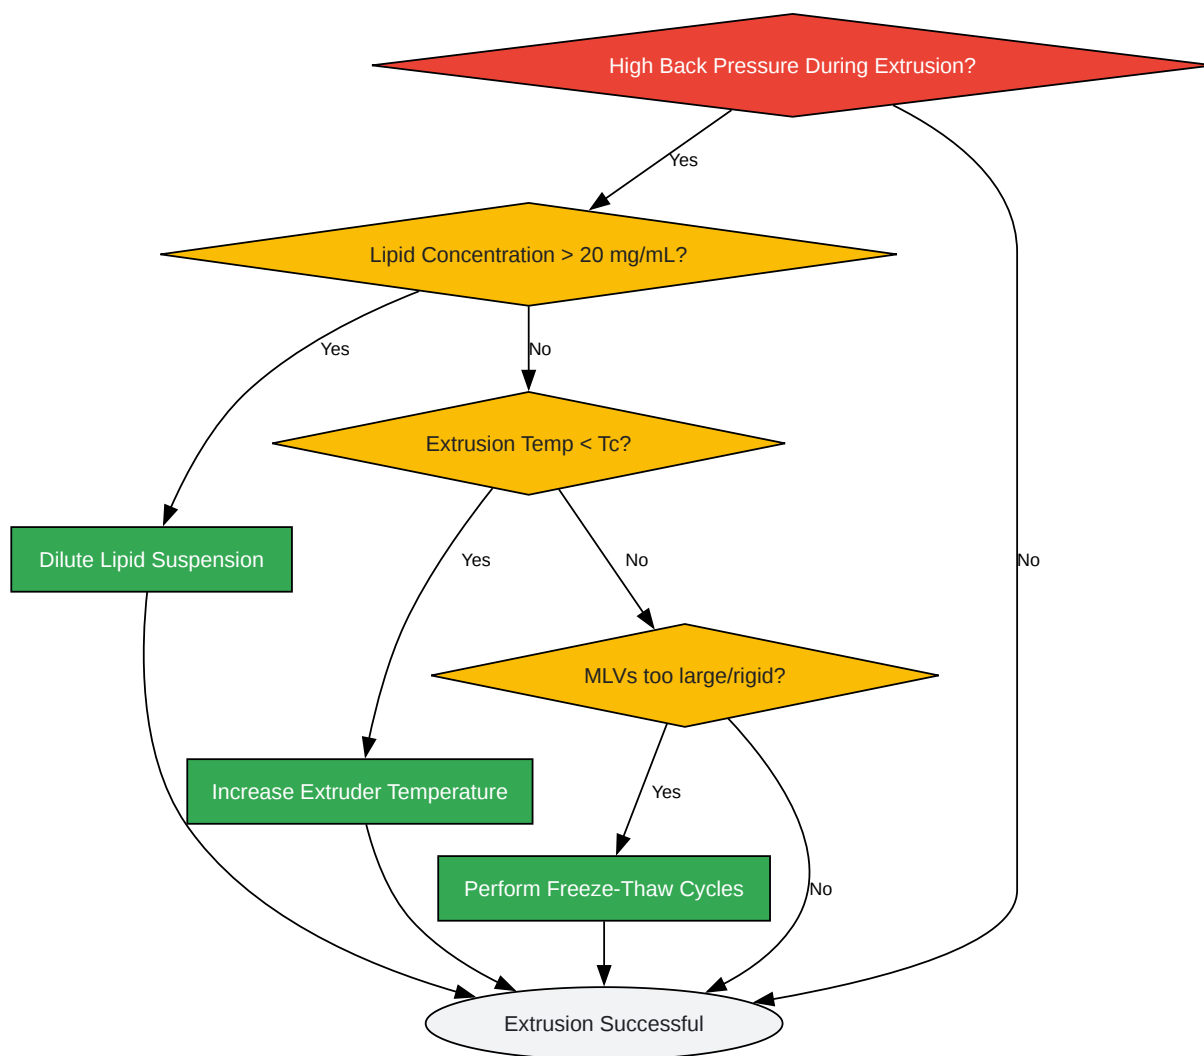 High Back Pressure During Extrusion?
Yes
Lipid Concentration > 20 mg/mL?
Yes
No
Extrusion Temp < Tc?
Dilute Lipid Suspension
Yes
No
No
MLVs too large/rigid?
Increase Extruder Temperature
Yes
Perform Freeze-Thaw Cycles
No
Extrusion Successful